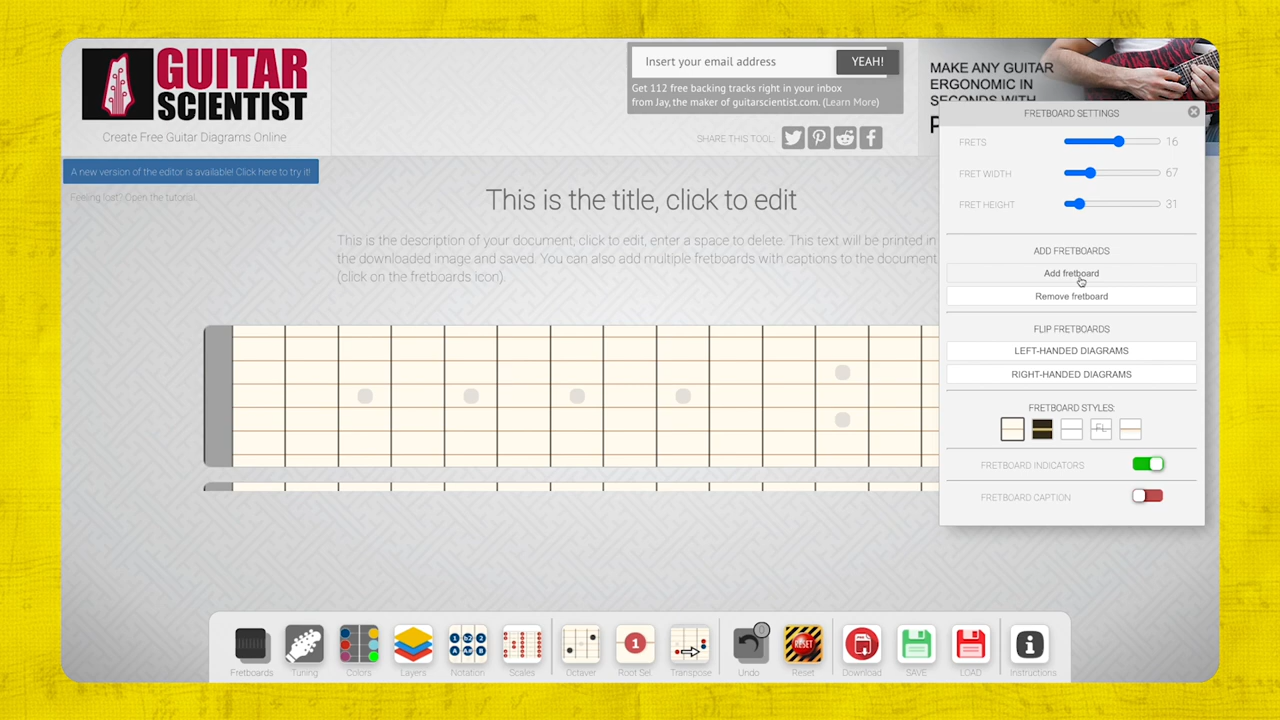 GUITAR
SCIENTIST
Create Free Guitar Diagrams Online
Insert your email address
YEAH!
Get 112 free backing tracks right in your inbox
from Jay, the maker of guitarscientist.com. (Learn More)
SHARE THIS TOOL:
MAKE ANY GUITAR
ERGONOMIC IN
SECONDS WITH
A new version of the editor is available! Click here to try it!
Feeling lost? Open the tutorial.
This is the title, click to edit
This is the description of your document, click to edit, enter a space to delete. This text will be printed in
the downloaded image and saved. You can also add multiple fretboards with captions to the document
(click on the fretboards icon).
FRETBOARD SETTINGS
FRETS 16
FRET WIDTH 67
FRET HEIGHT 31
ADD FRETBOARDS
Add fretboard
Remove fretboard
FLIP FRETBOARDS
LEFT-HANDED DIAGRAMS
RIGHT-HANDED DIAGRAMS
FRETBOARD STYLES:
FL
FRETBOARD INDICATORS
FRETBOARD CAPTION
1 b2 2
A A# B
1
0
RESET
Fretboards Tuning Colors Layers Notation Scales Octaver Root Sel. Transpose Undo Reset Download SAVE LOAD Instructions